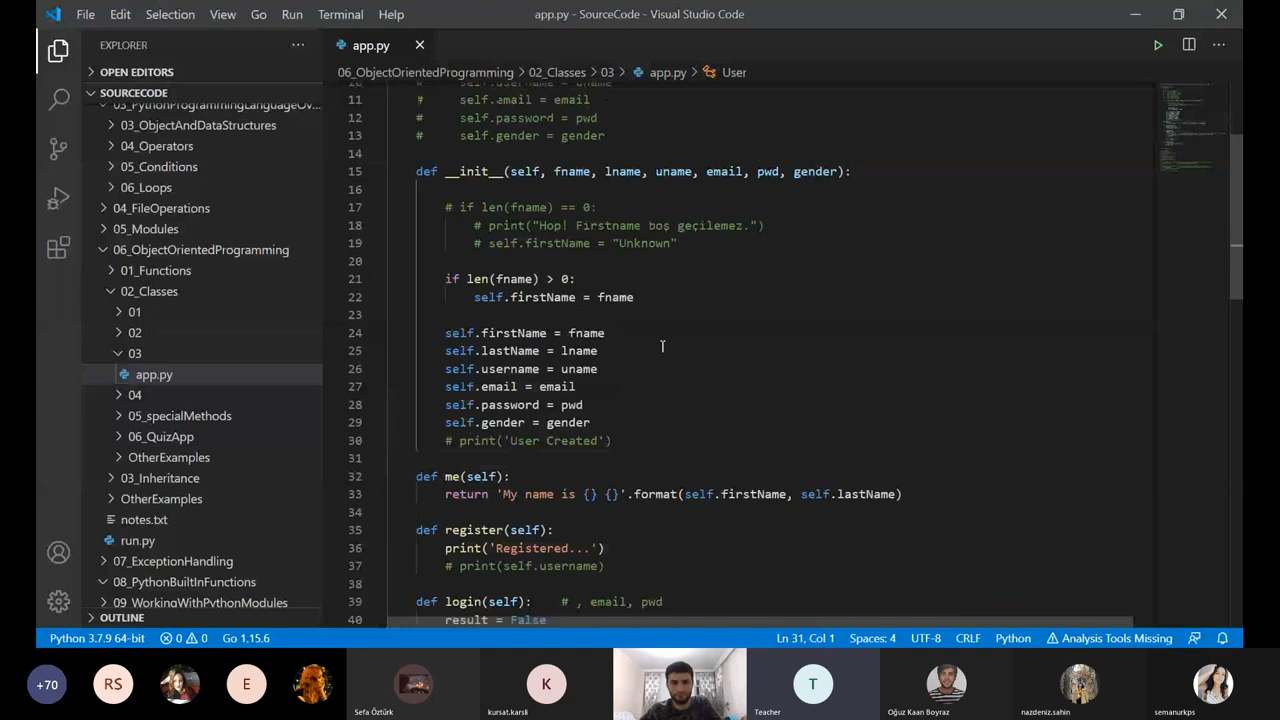 File Edit Selection View Go Run Terminal Help
app.py - SourceCode - Visual Studio Code
EXPLORER
OPEN EDITORS
SOURCECODE
03_PythonProgrammingLanguageOv...
03_ObjectAndDataStructures
04_Operators
05_Conditions
06_Loops
04_FileOperations
05_Modules
06_ObjectOrientedProgramming
01_Functions
02_Classes
01
02
03
app.py
04
05_specialMethods
06_QuizApp
OtherExamples
03_Inheritance
OtherExamples
notes.txt
run.py
07_ExceptionHandling
08_PythonBuiltInFunctions
09_WorkingWithPythonModules
OUTLINE
app.py
06_ObjectOrientedProgramming > 02_Classes > 03 > app.py > User
10 # self.username = uname
11 # self.email = email
12 # self.password = pwd
13 # self.gender = gender
14
15 def __init__(self, fname, lname, uname, email, pwd, gender):
16
17 # if len(fname) == 0:
18 # print("Hop! Firstname boş geçilemez.")
19 # self.firstName = "Unknown"
20
21 if len(fname) > 0:
22 self.firstName = fname
23
24 self.firstName = fname
25 self.lastName = lname
26 self.username = uname
27 self.email = email
28 self.password = pwd
29 self.gender = gender
30 # print('User Created')
31
32 def me(self):
33 return 'My name is {} {}'.format(self.firstName, self.lastName)
34
35 def register(self):
36 print('Registered...')
37 # print(self.username)
38
39 def login(self): # , email, pwd
40 result = False
Python 3.7.9 64-bit 0 0 Go 1.15.6
Ln 31, Col 1 Spaces: 4 UTF-8 CRLF Python Analysis Tools Missing
+70 RS E K T
Sefa Öztürk kursat.karsli Teacher Oğuz Kaan Boyraz nazdeniz.sahin semanurkps